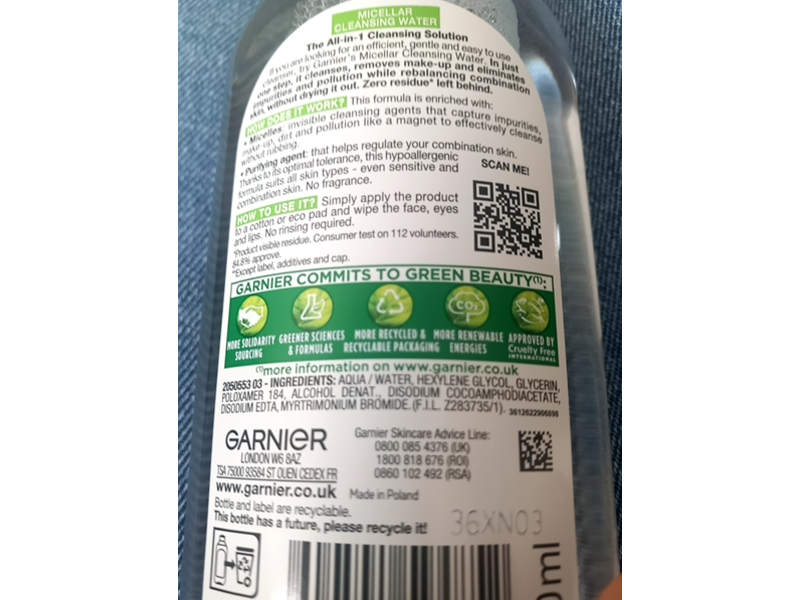 MICELLAR
CLEANSING WATER
The All-in-1 Cleansing Solution
If you are looking for an efficient, gentle and easy to use
cleanser, try Garnier's Micellar Cleansing Water. In just
one step, it cleanses, removes make-up and eliminates
impurities and pollution while rebalancing combination
skin, without drying it out. Zero residue* left behind.
HOW DOES IT WORK? This formula is enriched with:
• Micelles: invisible cleansing agents that capture impurities,
make-up, dirt and pollution like a magnet to effectively cleanse
without rubbing.
• Purifying agent: that helps regulate your combination skin.
Thanks to its optimal tolerance, this hypoallergenic
formula suits all skin types - even sensitive and
combination skin. No fragrance.
SCAN ME!
HOW TO USE IT? Simply apply the product
to a cotton or eco pad and wipe the face, eyes
and lips. No rinsing required.
*Product visible residue. Consumer test on 112 volunteers.
84.8% approve.
**Except label, additives and cap.
GARNIER COMMITS TO GREEN BEAUTY(1):
CO2
MORE SOLIDARITY
SOURCING
GREENER SCIENCES
& FORMULAS
MORE RECYCLED &
RECYCLABLE PACKAGING
MORE RENEWABLE
ENERGIES
APPROVED BY
Cruelty Free
INTERNATIONAL
(1)more information on www.garnier.co.uk
2050553 03 - INGREDIENTS: AQUA / WATER, HEXYLENE GLYCOL, GLYCERIN,
POLOXAMER 184, ALCOHOL DENAT., DISODIUM COCOAMPHODIACETATE,
DISODIUM EDTA, MYRTRIMONIUM BROMIDE. (F.I.L. Z283735/1).
GARNIER
LONDON W6 8AZ
TSA 75000 93584 ST OUEN CEDEX FR
www.garnier.co.uk
Made in Poland
Garnier Skincare Advice Line:
0800 085 4376 (UK)
1800 818 676 (ROI)
0860 102 492 (RSA)
Bottle and label are recyclable.
This bottle has a future, please recycle it!
36XN03
0ml